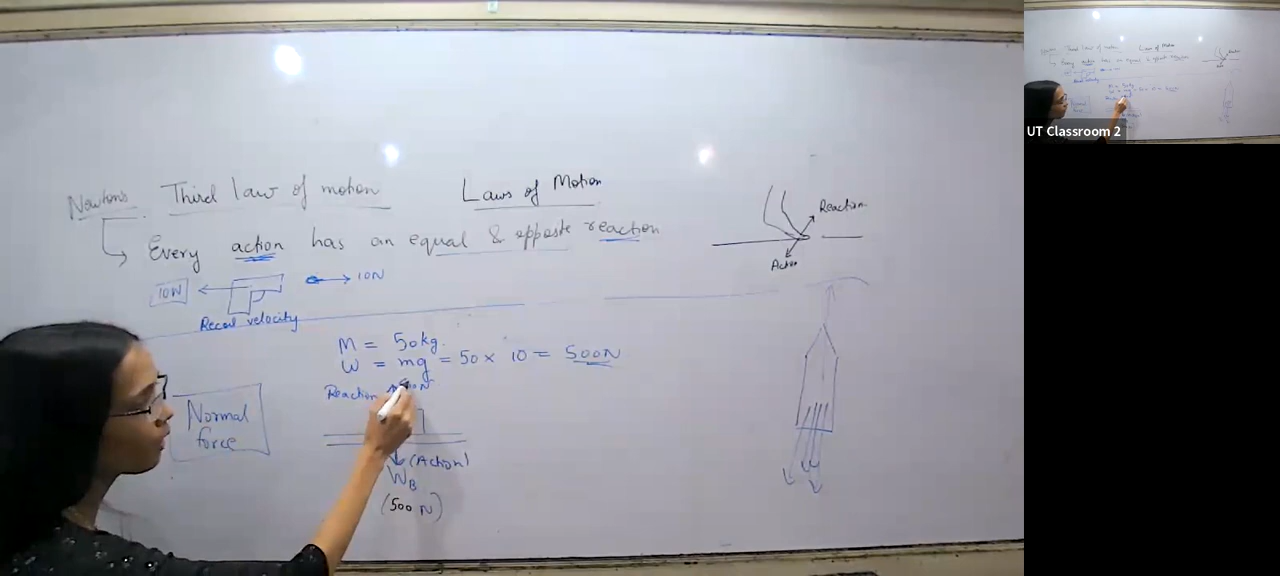 Newton's Third law of motion Laws of Motion
Every action has an equal & opposite reaction
10N
10N
Recoil velocity
Reaction
Action
M = 50kg.
W = mg = 50 × 10 = 500N
Reaction
Normal
force
(Action)
WB
(500 N)
UT Classroom 2